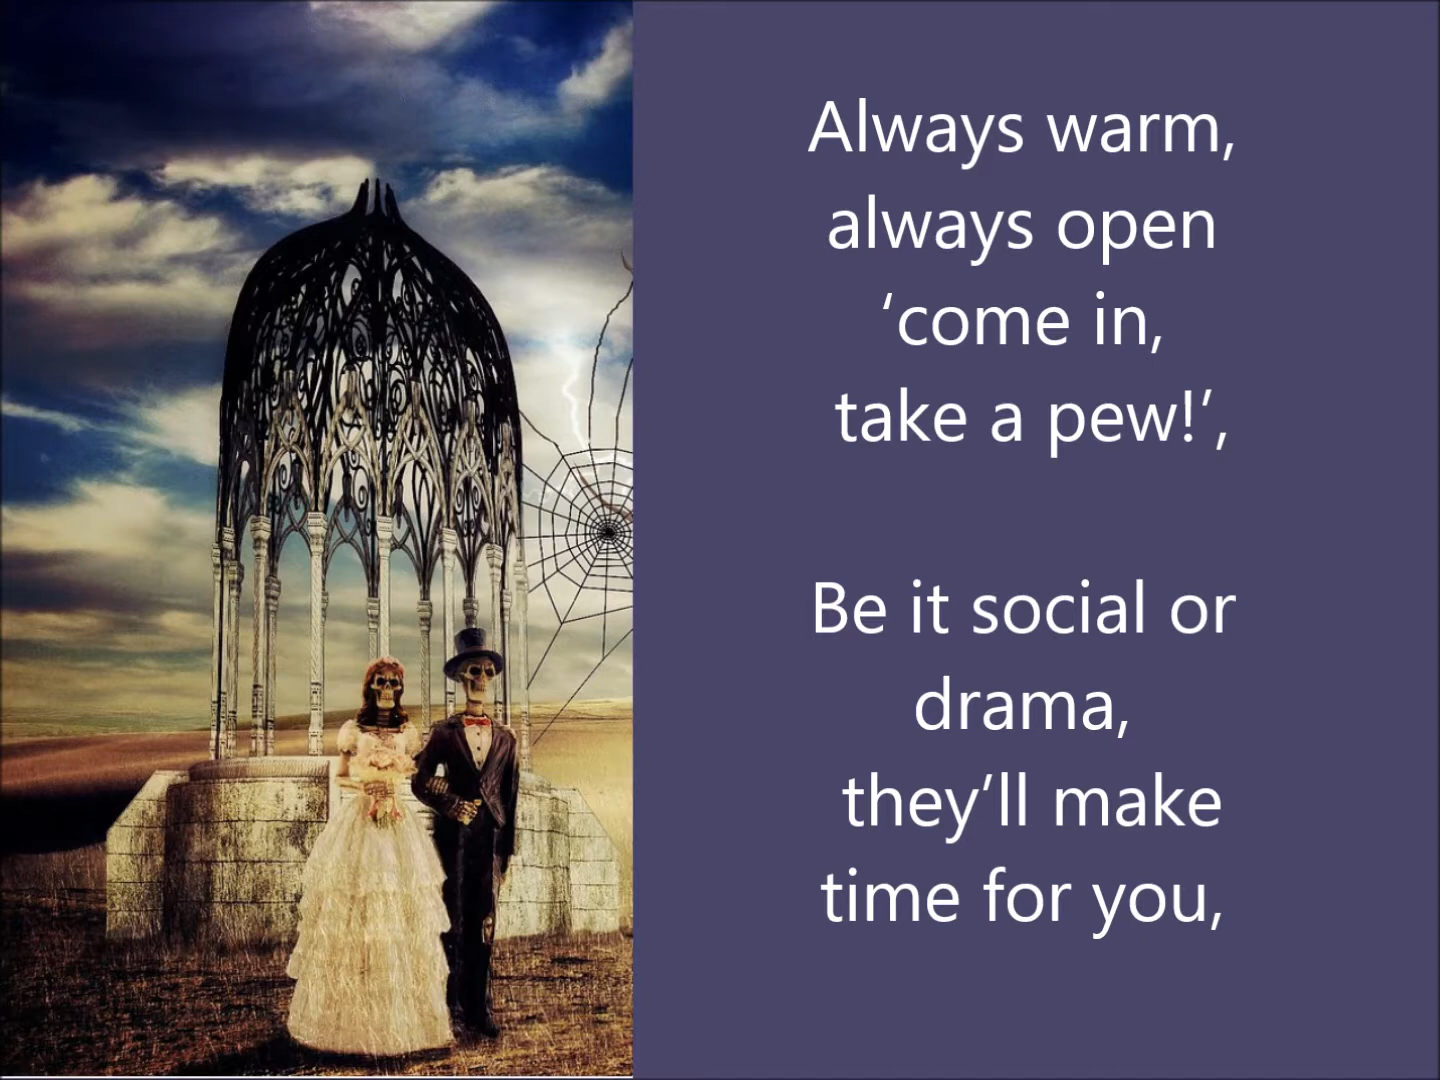 Always warm,
always open
‘come in,
take a pew!’,
Be it social or
drama,
they’ll make
time for you,